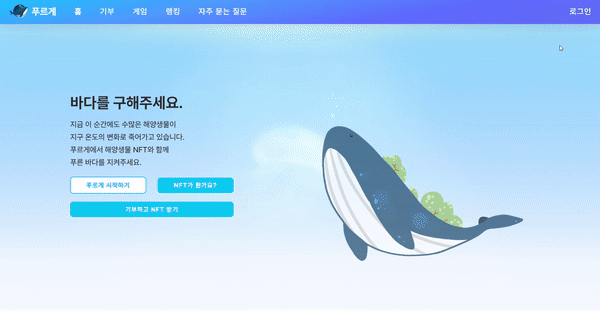 푸르게 홈 기부 게임 랭킹 자주 묻는 질문 로그인
바다를 구해주세요.
지금 이 순간에도 수많은 해양생물이
지구 온도의 변화로 죽어가고 있습니다.
푸르게에서 해양생물 NFT와 함께
푸른 바다를 지켜주세요.
푸르게 시작하기 NFT가 뭔가요?
기부하고 NFT 받기